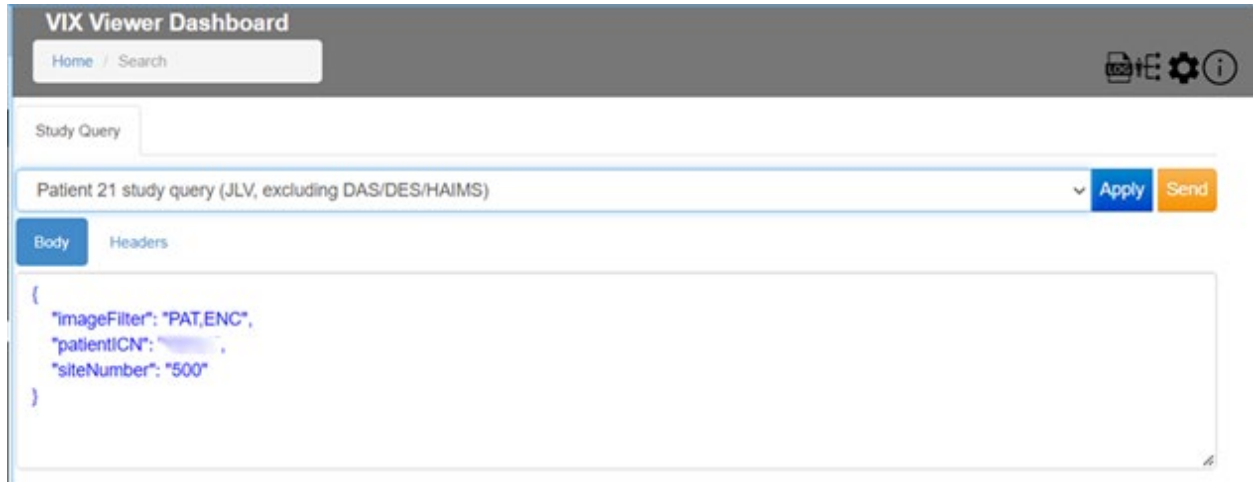 VIX Viewer Dashboard
Home / Search
LOG
Study Query
Patient 21 study query (JLV, excluding DAS/DES/HAIMS)
Apply
Send
Body
Headers
{
"imageFilter": "PAT,ENC",
"patientICN": " ",
"siteNumber": "500"
}